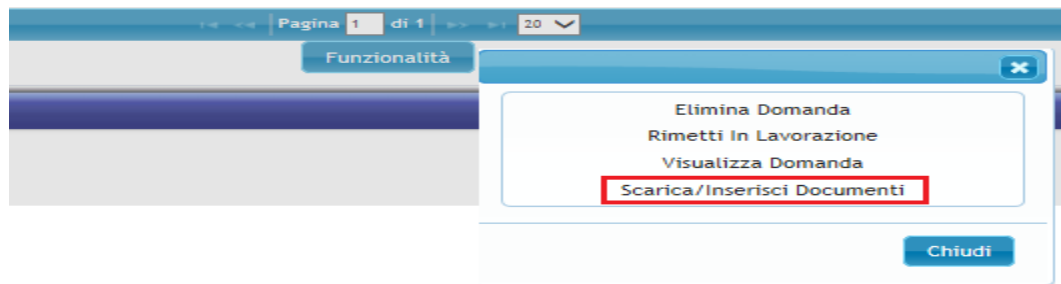 Pagina 1 di 1 20
Funzionalità
Elimina Domanda
Rimetti In Lavorazione
Visualizza Domanda
Scarica/Inserisci Documenti
Chiudi